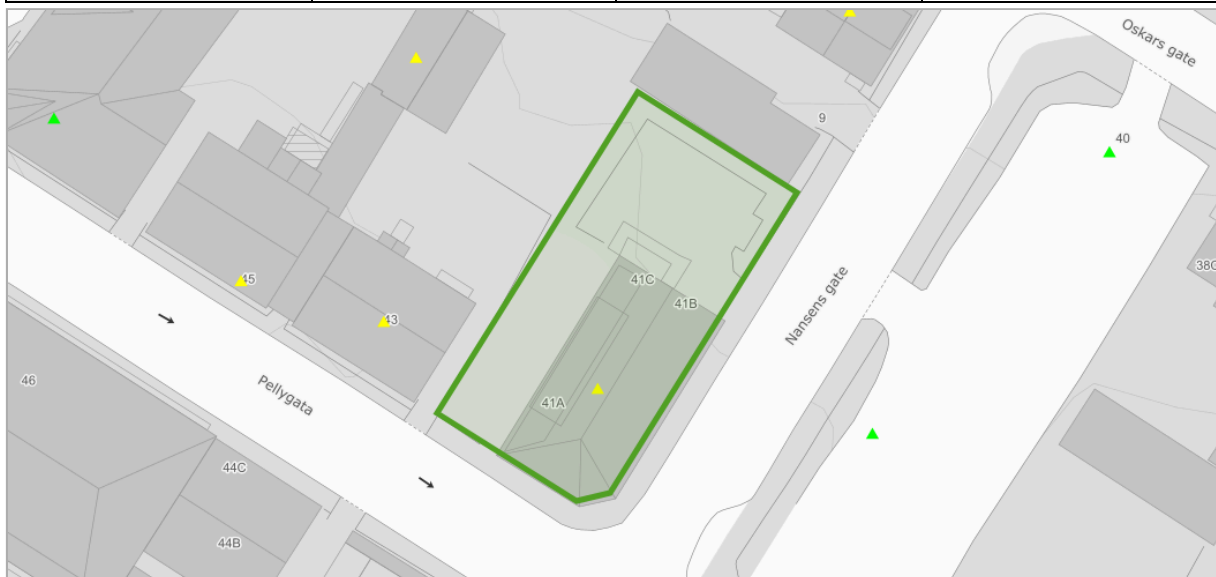 Oskars gate
9
40
38C
41C
41B
45
43
Nansens gate
46
Pellygata
41A
44C
44B